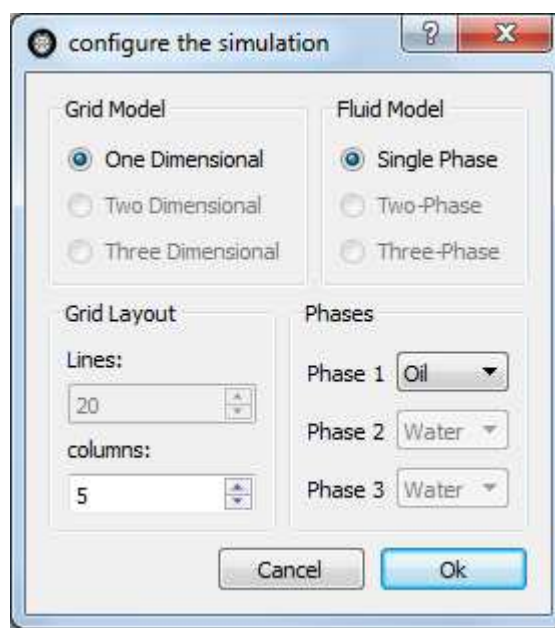 configure the simulation
?
Grid Model
One Dimensional
Two Dimensional
Three Dimensional
Fluid Model
Single Phase
Two-Phase
Three-Phase
Grid Layout
Lines:
20
columns:
5
Phases
Phase 1 Oil
Phase 2 Water
Phase 3 Water
Cancel
Ok